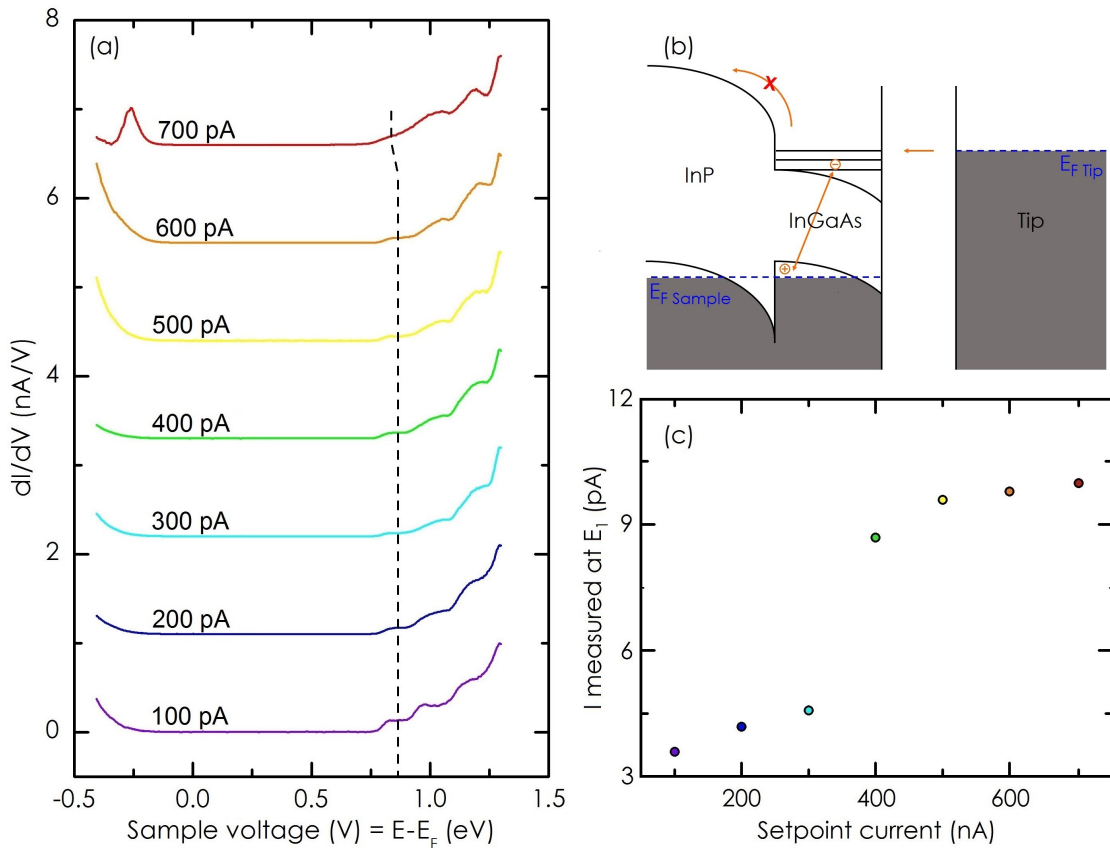 (a)
8
6
4
2
0
dI/dV (nA/V)
700 pA
600 pA
500 pA
400 pA
300 pA
200 pA
100 pA
-0.5
0.0
0.5
1.0
1.5
Sample voltage (V) = E-E_F (eV)
(b)
X
InP
InGaAs
Tip
E_F Tip
E_F Sample
−
+
(c)
12
9
6
3
I measured at E_1 (pA)
200
400
600
Setpoint current (nA)